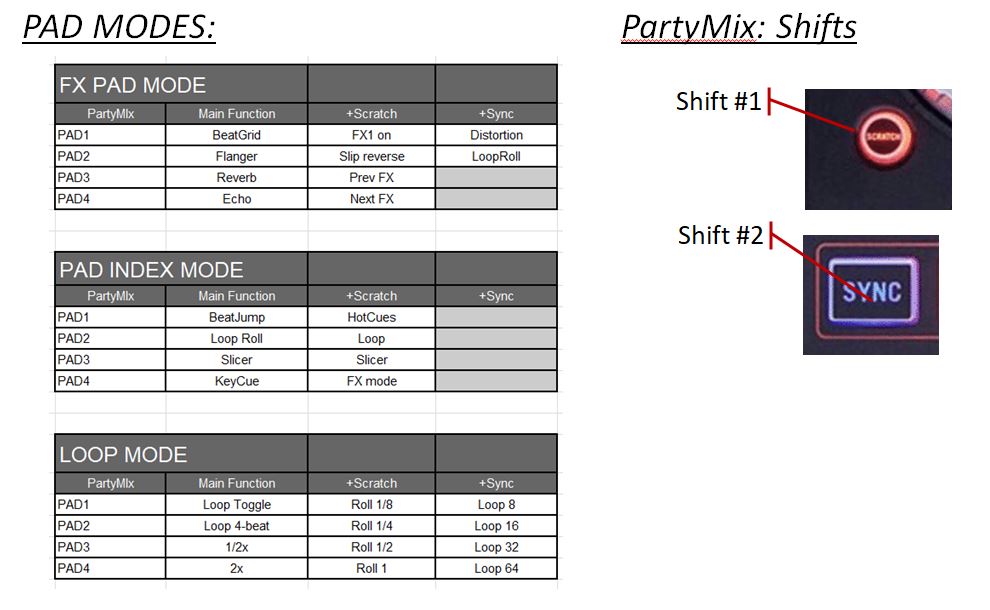 PAD MODES:
FX PAD MODE
PartyMIx Main Function +Scratch +Sync
PAD1 BeatGrid FX1 on Distortion
PAD2 Flanger Slip reverse LoopRoll
PAD3 Reverb Prev FX
PAD4 Echo Next FX
PAD INDEX MODE
PartyMIx Main Function +Scratch +Sync
PAD1 BeatJump HotCues
PAD2 Loop Roll Loop
PAD3 Slicer Slicer
PAD4 KeyCue FX mode
LOOP MODE
PartyMIx Main Function +Scratch +Sync
PAD1 Loop Toggle Roll 1/8 Loop 8
PAD2 Loop 4-beat Roll 1/4 Loop 16
PAD3 1/2x Roll 1/2 Loop 32
PAD4 2x Roll 1 Loop 64
PartyMix: Shifts
Shift #1
SCRATCH
Shift #2
SYNC